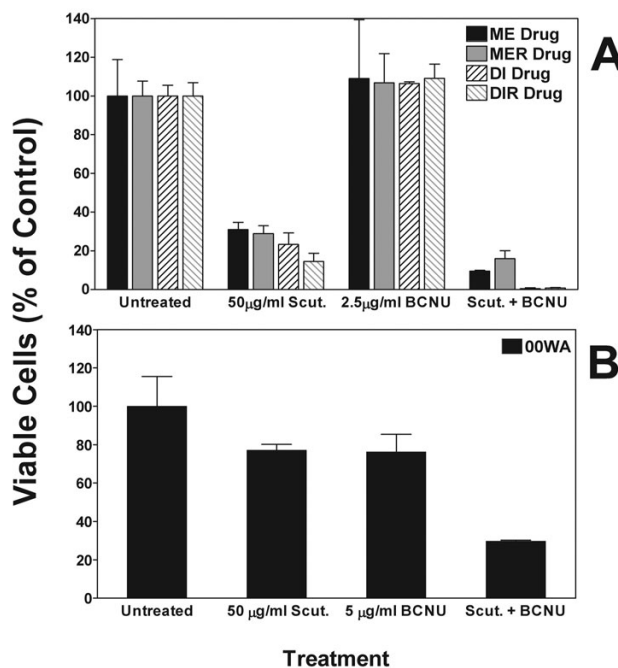 Viable Cells (% of Control)
A
ME Drug
MER Drug
DI Drug
DIR Drug
140
120
100
80
60
40
20
0
Untreated 50μg/ml Scut. 2.5μg/ml BCNU Scut. + BCNU
B
00WA
140
120
100
80
60
40
20
0
Untreated 50 μg/ml Scut. 5 μg/ml BCNU Scut. + BCNU
Treatment